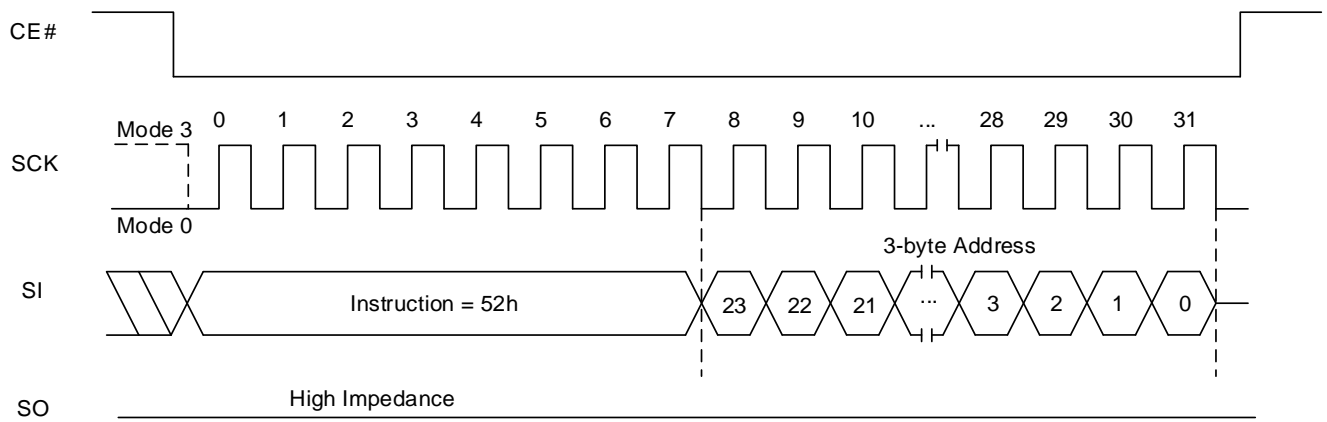 CE#
0 1 2 3 4 5 6 7 8 9 10 ... 28 29 30 31
Mode 3
SCK
Mode 0
3-byte Address
SI
Instruction = 52h 23 22 21 ... 3 2 1 0
High Impedance
SO